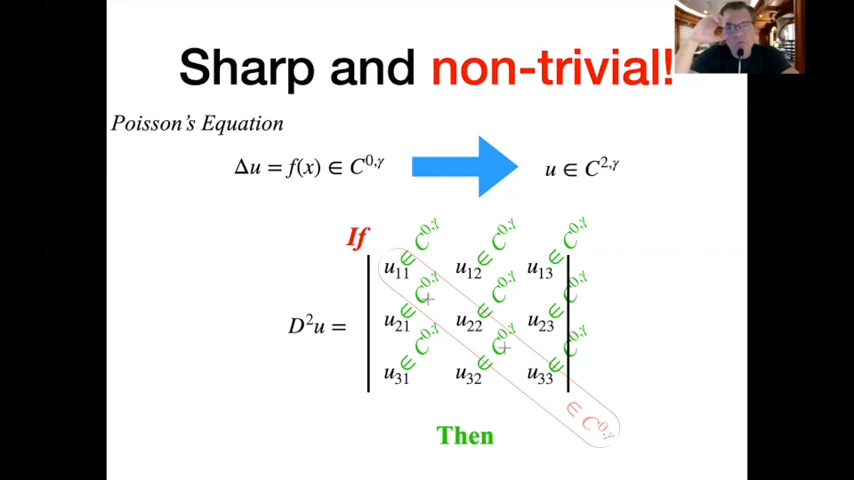 Sharp and non-trivial!
Poisson's Equation
Δu = f(x) ∈ C^{0,γ} u ∈ C^{2,γ}
If
u₁₁ ∈ C^{0,γ} u₁₂ ∈ C^{0,γ} u₁₃ ∈ C^{0,γ}
D²u = u₂₁ ∈ C^{0,γ} u₂₂ ∈ C^{0,γ} u₂₃ ∈ C^{0,γ}
u₃₁ ∈ C^{0,γ} u₃₂ ∈ C^{0,γ} u₃₃ ∈ C^{0,γ}
∈ C^{0,γ}
Then